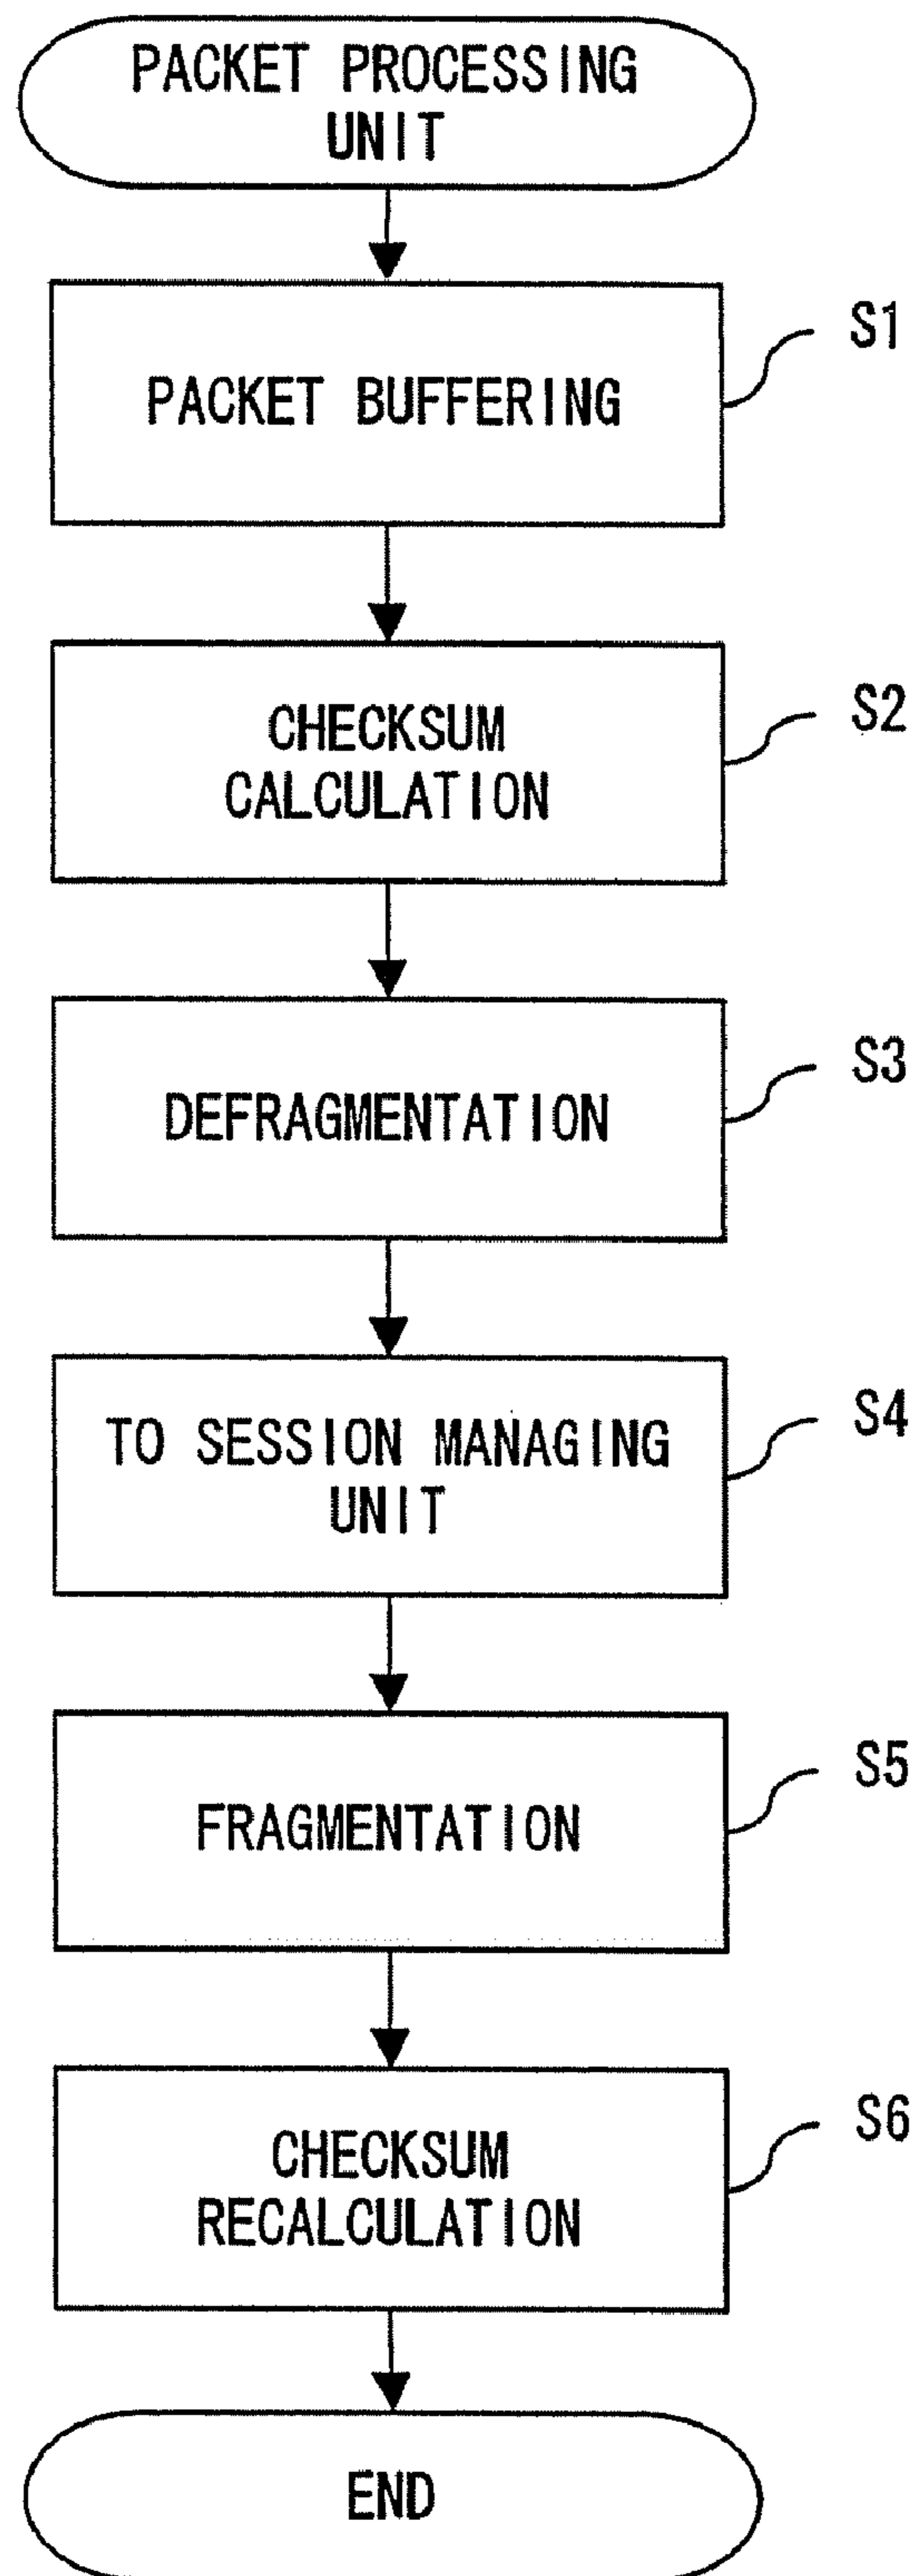 PACKET PROCESSING
UNIT
PACKET BUFFERING
S1
CHECKSUM
CALCULATION
S2
DEFRAGMENTATION
S3
TO SESSION MANAGING
UNIT
S4
FRAGMENTATION
S5
CHECKSUM
RECALCULATION
S6
END